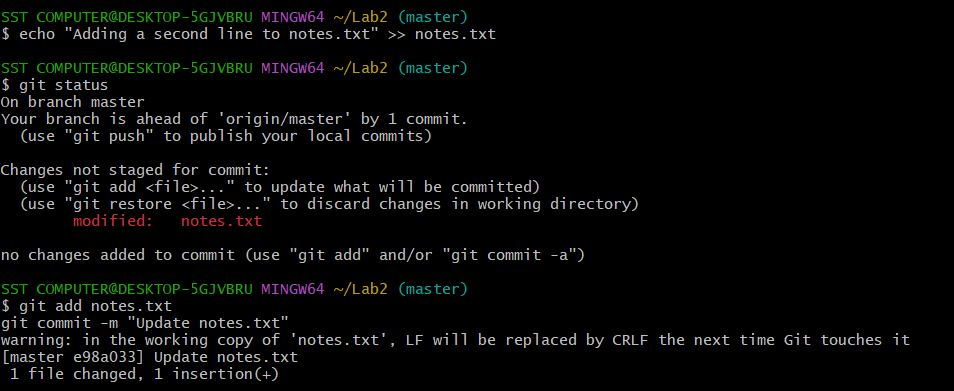 SST COMPUTER@DESKTOP-5GJVBRU MINGW64 ~/Lab2 (master)
$ echo "Adding a second line to notes.txt" >> notes.txt
SST COMPUTER@DESKTOP-5GJVBRU MINGW64 ~/Lab2 (master)
$ git status
On branch master
Your branch is ahead of 'origin/master' by 1 commit.
  (use "git push" to publish your local commits)
Changes not staged for commit:
  (use "git add <file>..." to update what will be committed)
  (use "git restore <file>..." to discard changes in working directory)
        modified:   notes.txt
no changes added to commit (use "git add" and/or "git commit -a")
SST COMPUTER@DESKTOP-5GJVBRU MINGW64 ~/Lab2 (master)
$ git add notes.txt
git commit -m "Update notes.txt"
warning: in the working copy of 'notes.txt', LF will be replaced by CRLF the next time Git touches it
[master e98a033] Update notes.txt
 1 file changed, 1 insertion(+)